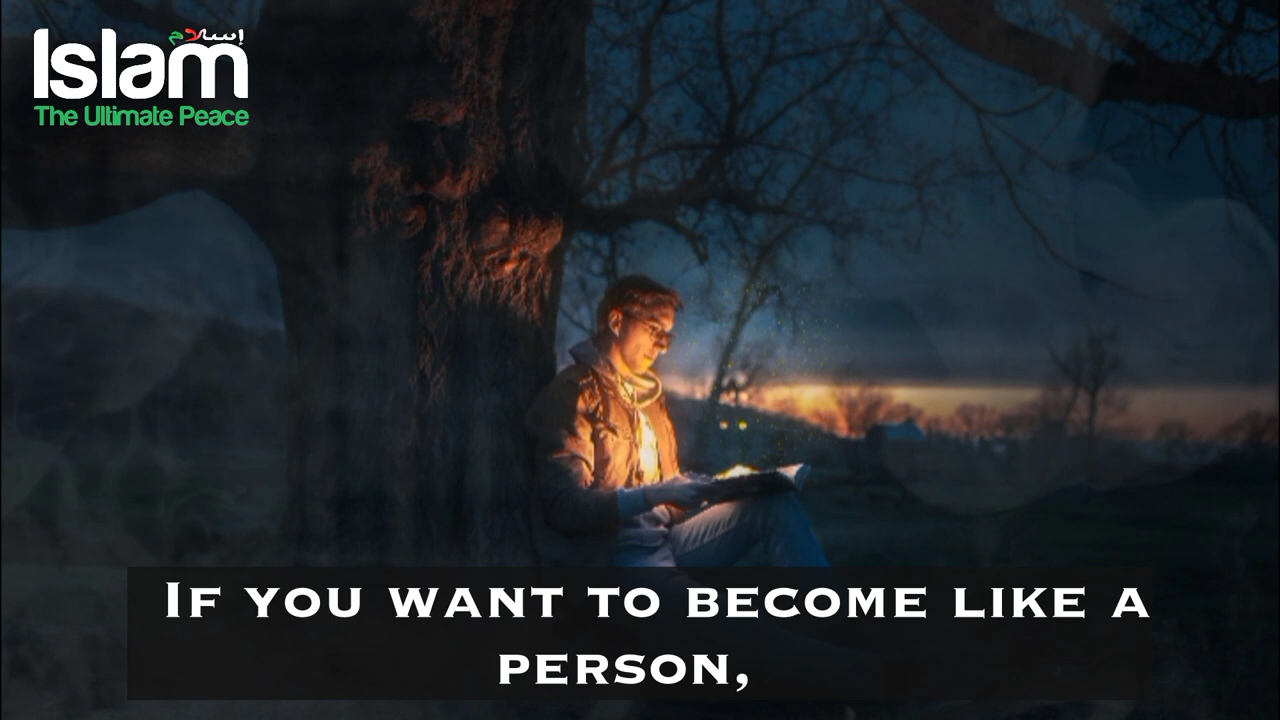 إسلام
Islam
The Ultimate Peace
If you want to become like a
person,